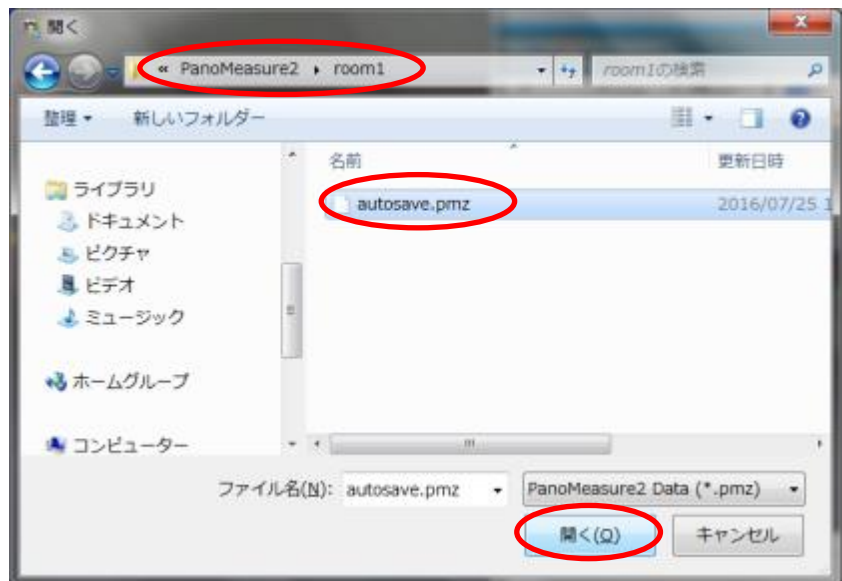 開く
« PanoMeasure2 ▸ room1
room1の検索
整理 新しいフォルダー
名前 更新日時
autosave.pmz 2016/07/25 1
ライブラリ
ドキュメント
ピクチャ
ビデオ
ミュージック
ホームグループ
コンピューター
ファイル名(N): autosave.pmz PanoMeasure2 Data (*.pmz)
開く(O) キャンセル